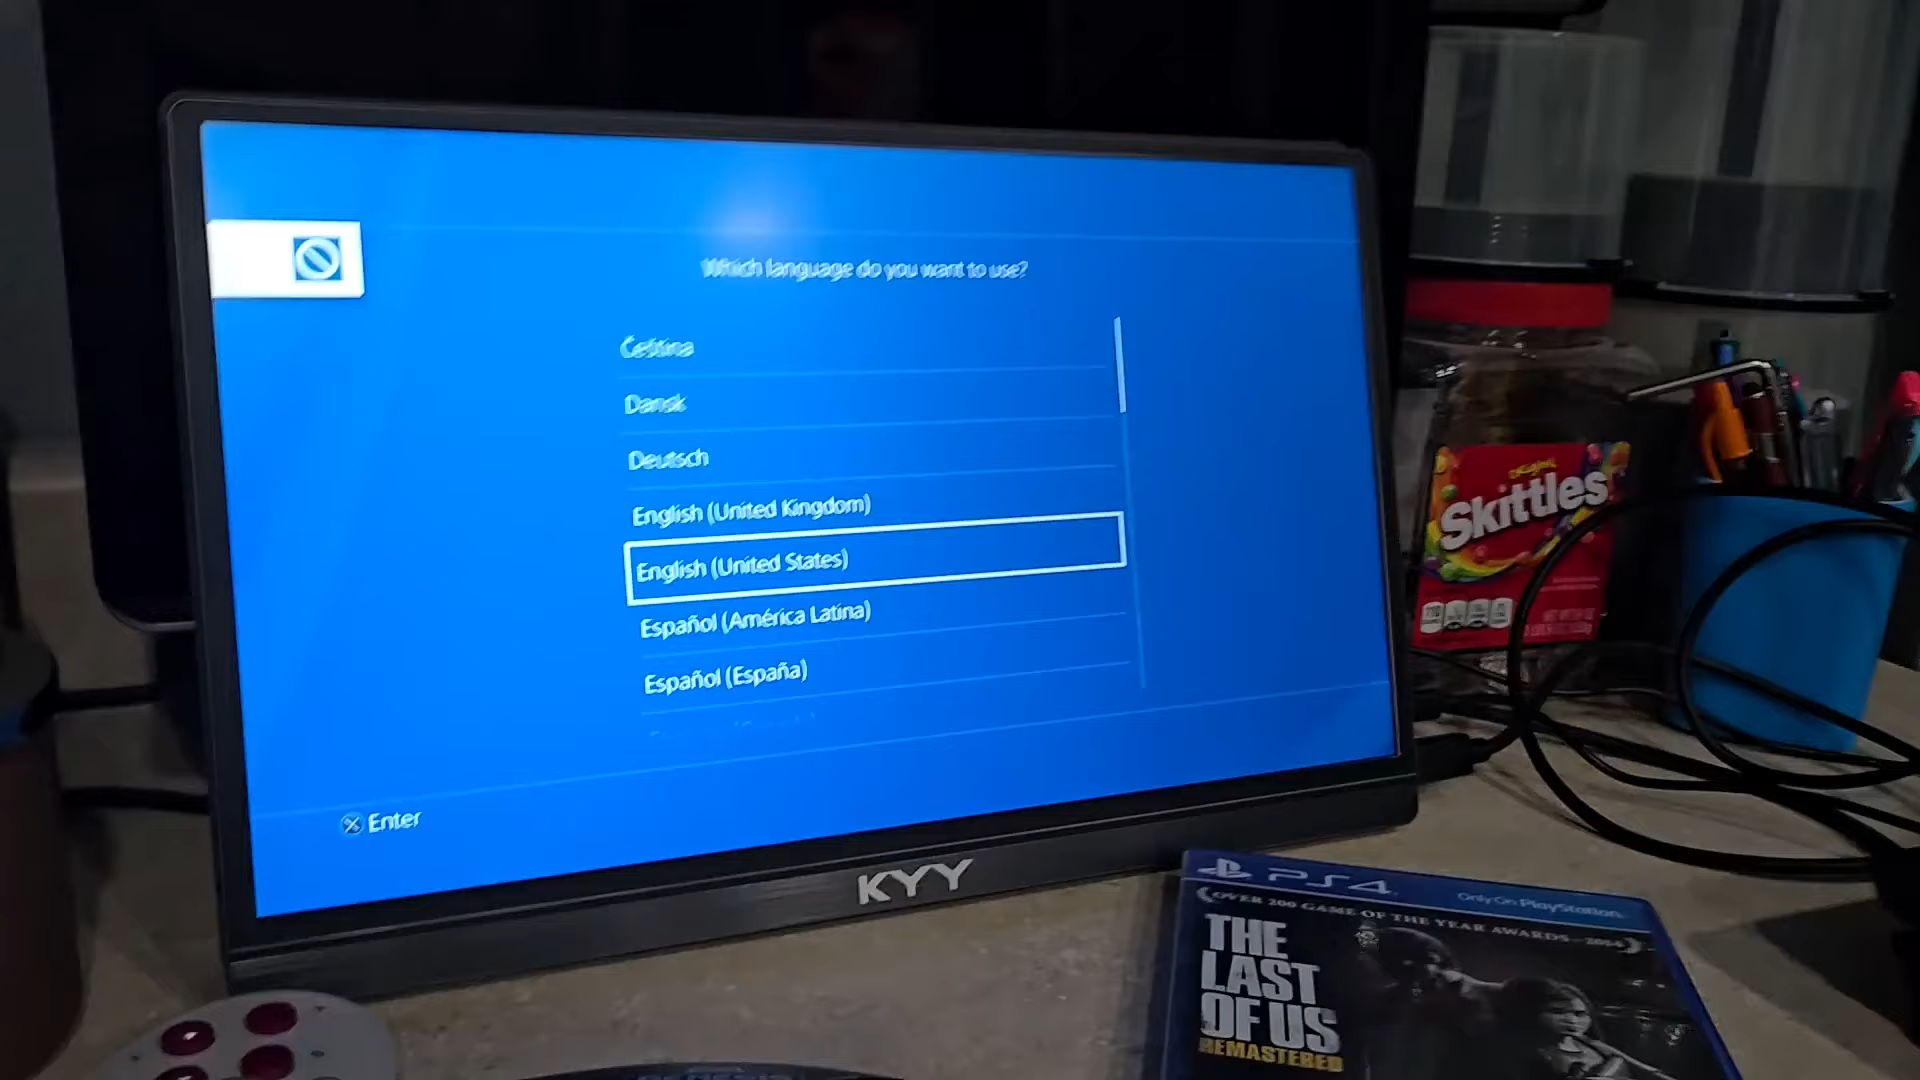 Which language do you want to use?
Čeština
Dansk
Deutsch
English (United Kingdom)
English (United States)
Español (América Latina)
Español (España)
Enter
KYY
Original
Skittles
PS4
Only On PlayStation
OVER 200 GAME OF THE YEAR AWARDS—2014
THE
LAST
OF US
REMASTERED